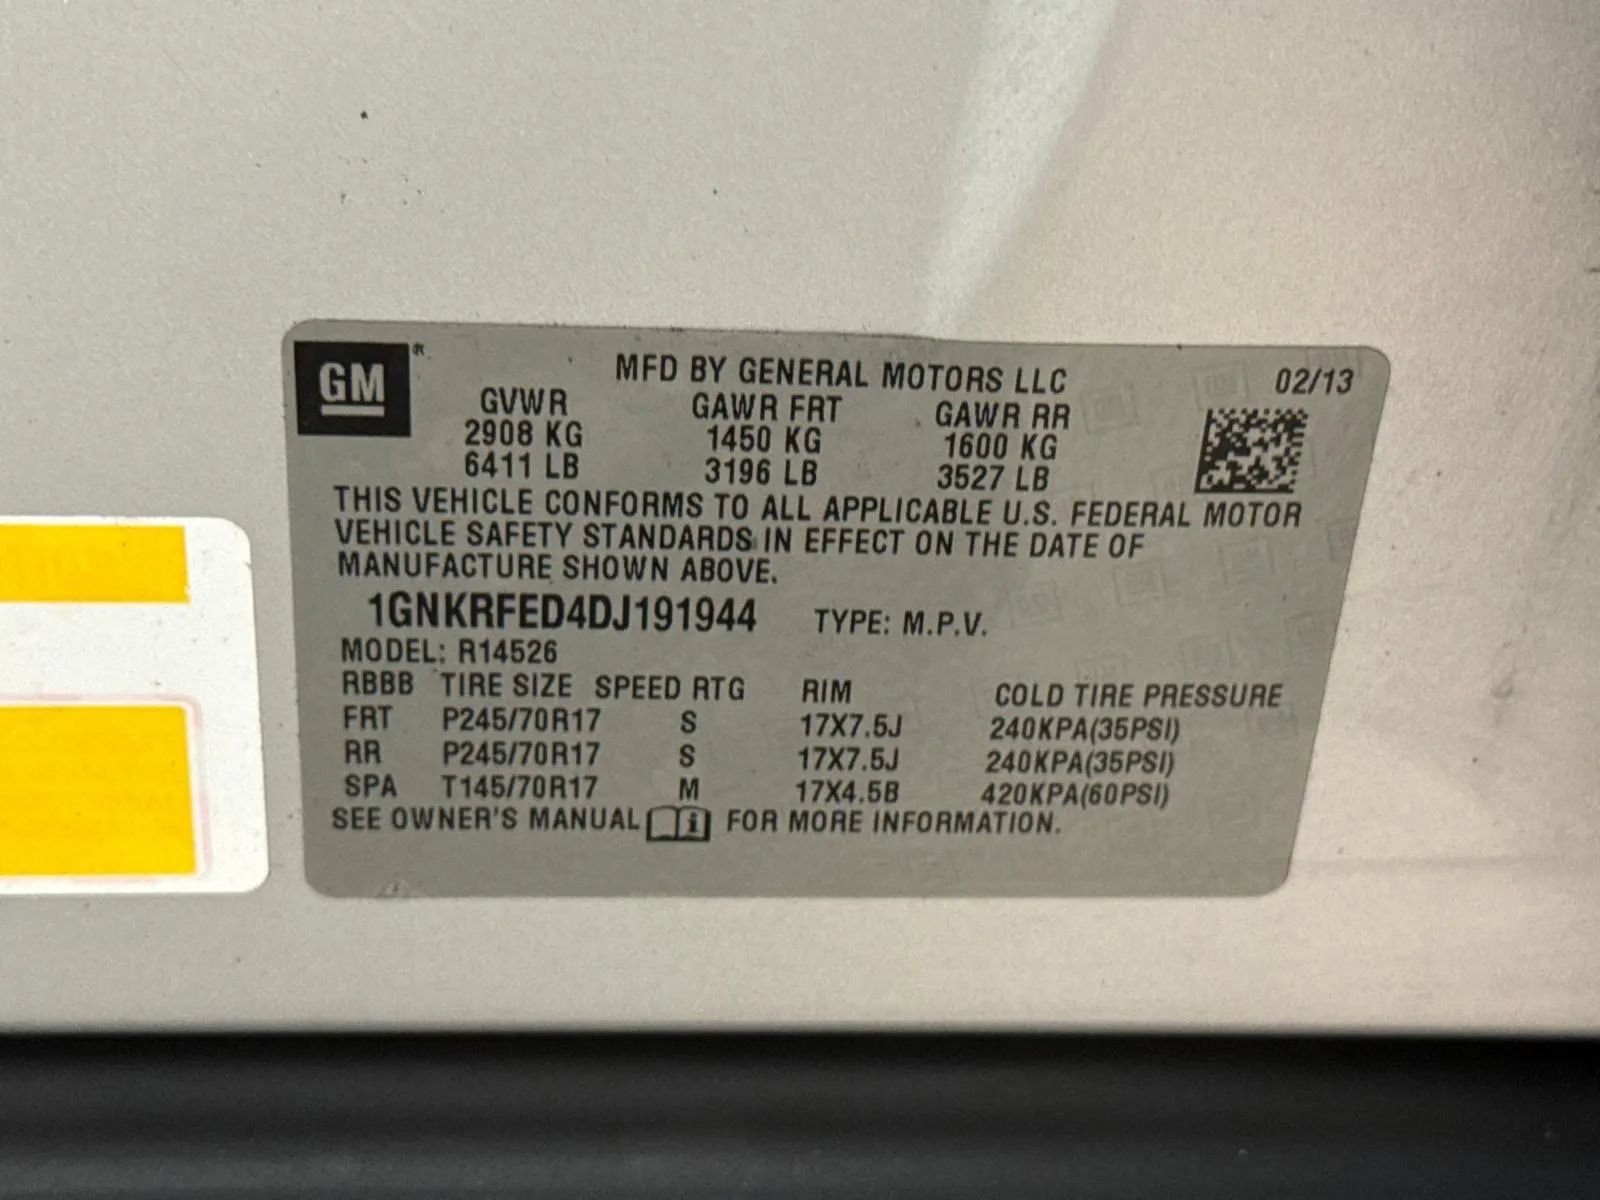 GM
MFD BY GENERAL MOTORS LLC 02/13
GVWR GAWR FRT GAWR RR
2908 KG 1450 KG 1600 KG
6411 LB 3196 LB 3527 LB
THIS VEHICLE CONFORMS TO ALL APPLICABLE U.S. FEDERAL MOTOR
VEHICLE SAFETY STANDARDS IN EFFECT ON THE DATE OF
MANUFACTURE SHOWN ABOVE.
1GNKRFED4DJ191944 TYPE: M.P.V.
MODEL: R14526
RBBB TIRE SIZE SPEED RTG RIM COLD TIRE PRESSURE
FRT P245/70R17 S 17X7.5J 240KPA(35PSI)
RR P245/70R17 S 17X7.5J 240KPA(35PSI)
SPA T145/70R17 M 17X4.5B 420KPA(60PSI)
SEE OWNER'S MANUAL i FOR MORE INFORMATION.